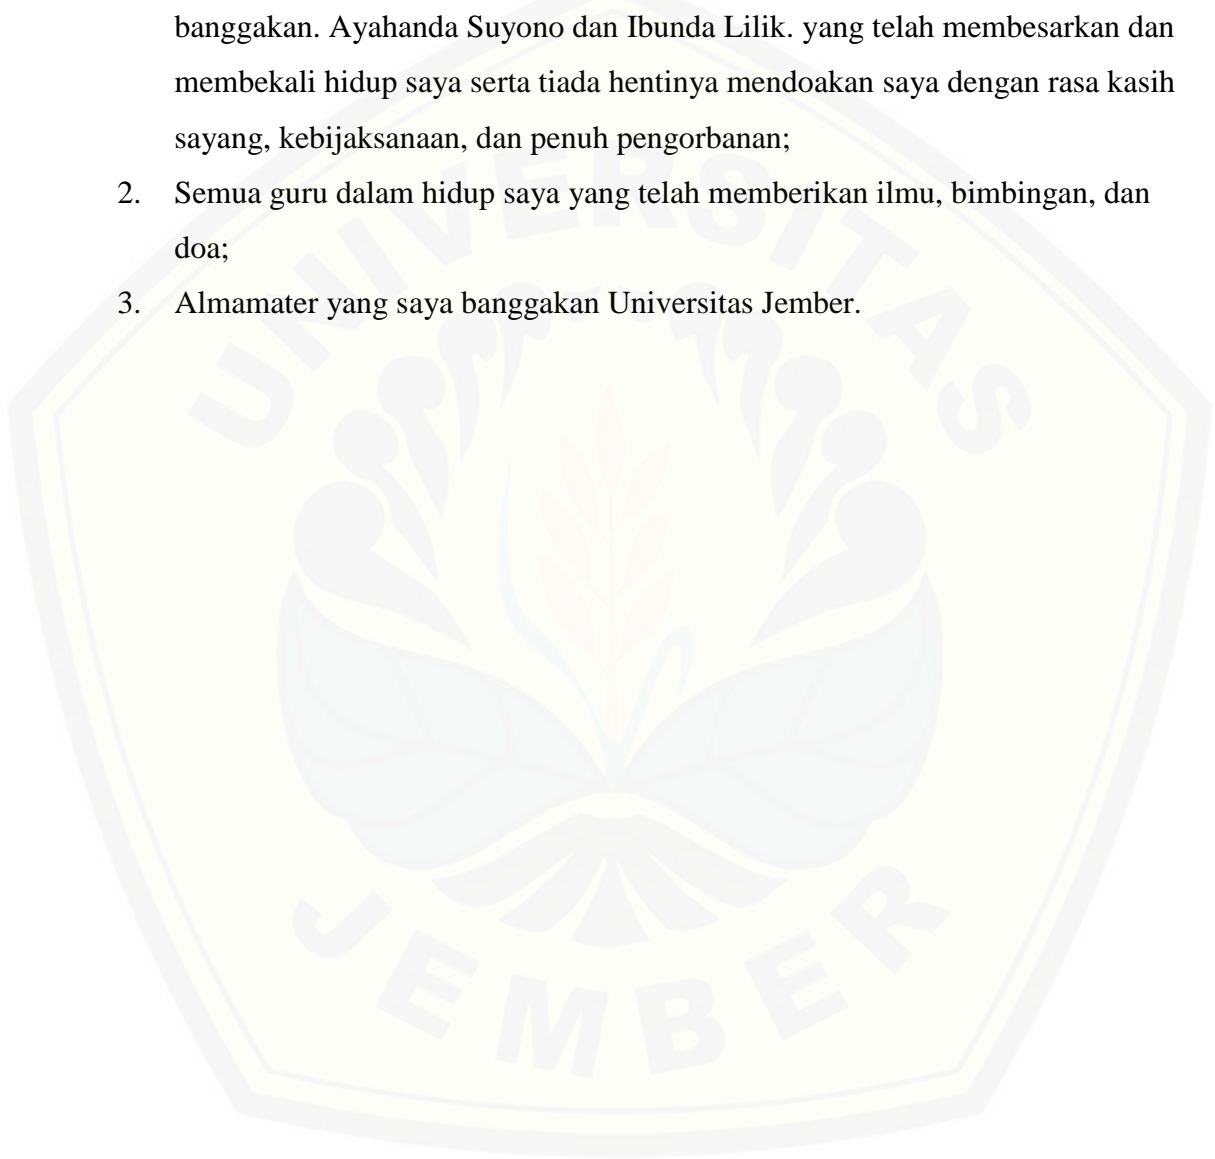 banggakan. Ayahanda Suyono dan Ibunda Lilik. yang telah membesarkan dan
membekali hidup saya serta tiada hentinya mendoakan saya dengan rasa kasih
sayang, kebijaksanaan, dan penuh pengorbanan;
2. Semua guru dalam hidup saya yang telah memberikan ilmu, bimbingan, dan
doa;
3. Almamater yang saya banggakan Universitas Jember.
UNIVERSITAS
JEMBER